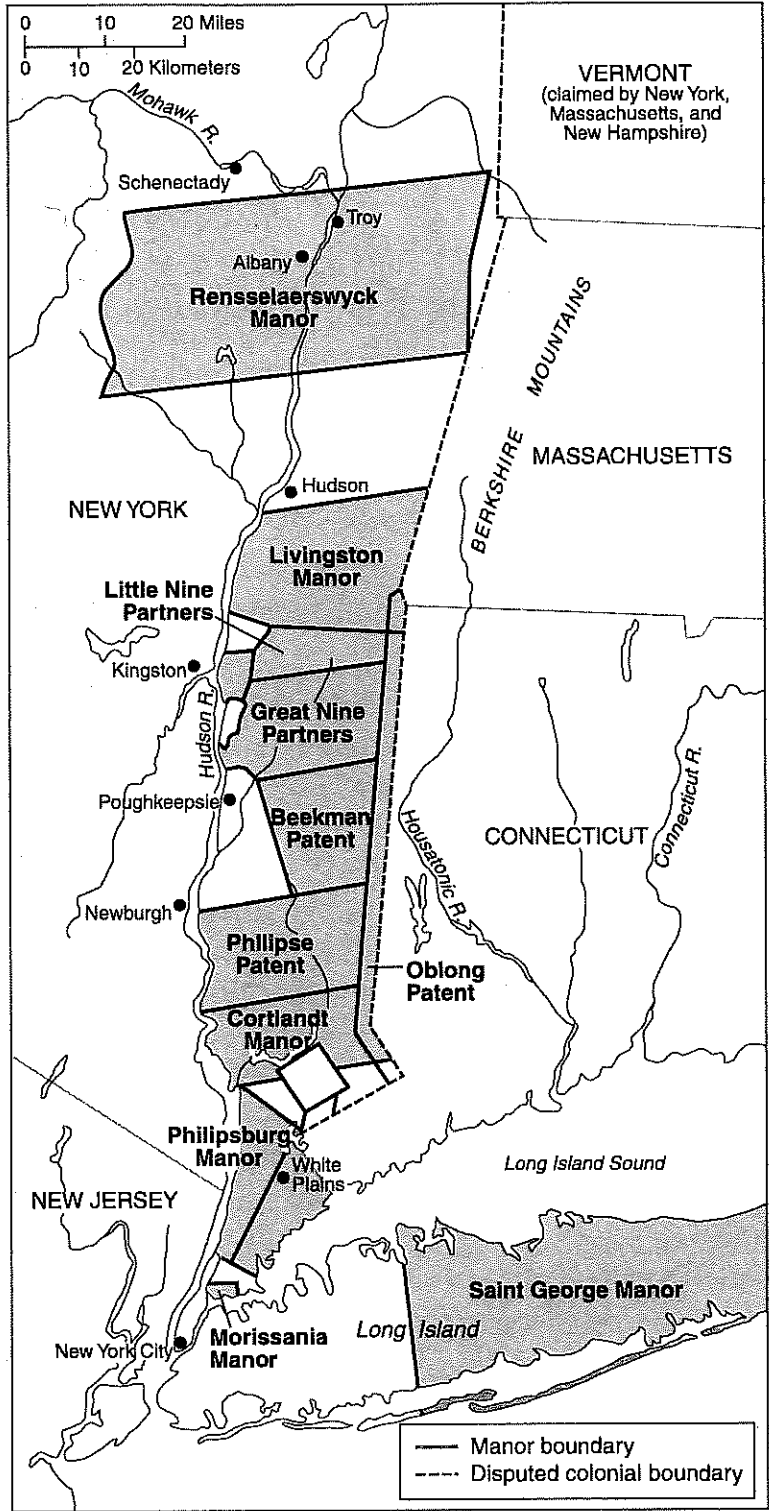 0 10 20 Miles
0 10 20 Kilometers
VERMONT
(claimed by New York,
Massachusetts, and
New Hampshire)
Mohawk R.
Schenectady
Troy
Albany
Rensselaerswyck
Manor
BERKSHIRE MOUNTAINS
MASSACHUSETTS
Hudson
NEW YORK
Livingston
Manor
Little Nine
Partners
Kingston
Hudson R.
Great Nine
Partners
Poughkeepsie
Beekman
Patent
Housatonic R.
CONNECTICUT
Connecticut R.
Newburgh
Philipse
Patent
Oblong
Patent
Cortlandt
Manor
Philipsburg
Manor
White
Plains
Long Island Sound
NEW JERSEY
Saint George Manor
New York City
Morissania
Manor
Long Island
Manor boundary
Disputed colonial boundary